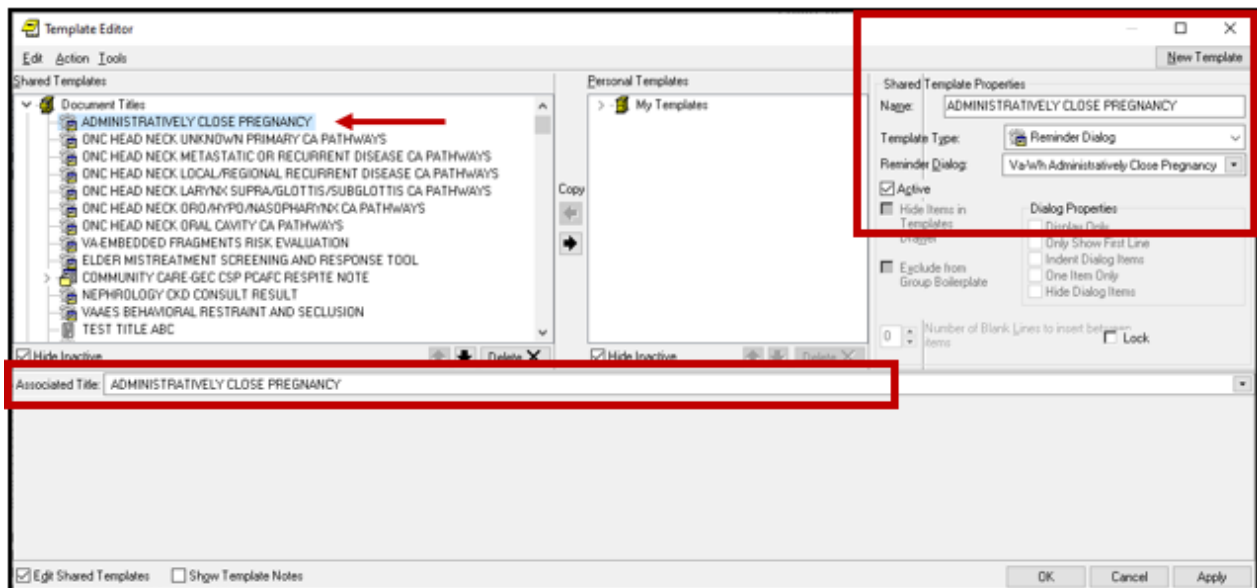 Template Editor
Edit Action Tools
New Template
Shared Templates
Document Titles
ADMINISTRATIVELY CLOSE PREGNANCY
ONC HEAD NECK UNKNOWN PRIMARY CA PATHWAYS
ONC HEAD NECK METASTATIC OR RECURRENT DISEASE CA PATHWAYS
ONC HEAD NECK LOCAL/REGIONAL RECURRENT DISEASE CA PATHWAYS
ONC HEAD NECK LARYNX SUPRA/GLOTTIS/SUBGLOTTIS CA PATHWAYS
ONC HEAD NECK ORO/HYPO/NASOPHARYNX CA PATHWAYS
ONC HEAD NECK ORAL CAVITY CA PATHWAYS
VA-EMBEDDED FRAGMENTS RISK EVALUATION
ELDER MISTREATMENT SCREENING AND RESPONSE TOOL
COMMUNITY CARE-GEC CSP PCAFC RESPITE NOTE
NEPHROLOGY CKD CONSULT RESULT
VAAES BEHAVIORAL RESTRAINT AND SECLUSION
TEST TITLE ABC
Hide Inactive Delete
Copy
Personal Templates
My Templates
Hide Inactive Delete
Shared Template Properties
Name: ADMINISTRATIVELY CLOSE PREGNANCY
Template Type: Reminder Dialog
Reminder Dialog: Va-Wh Administratively Close Pregnancy
Active
Hide Items in
Templates
Drawer
Exclude from
Group Boilerplate
Dialog Properties
Display Only
Only Show First Line
Indent Dialog Items
One Item Only
Hide Dialog Items
0 Number of Blank Lines to insert between
items
Lock
Associated Title: ADMINISTRATIVELY CLOSE PREGNANCY
Edit Shared Templates Show Template Notes OK Cancel Apply